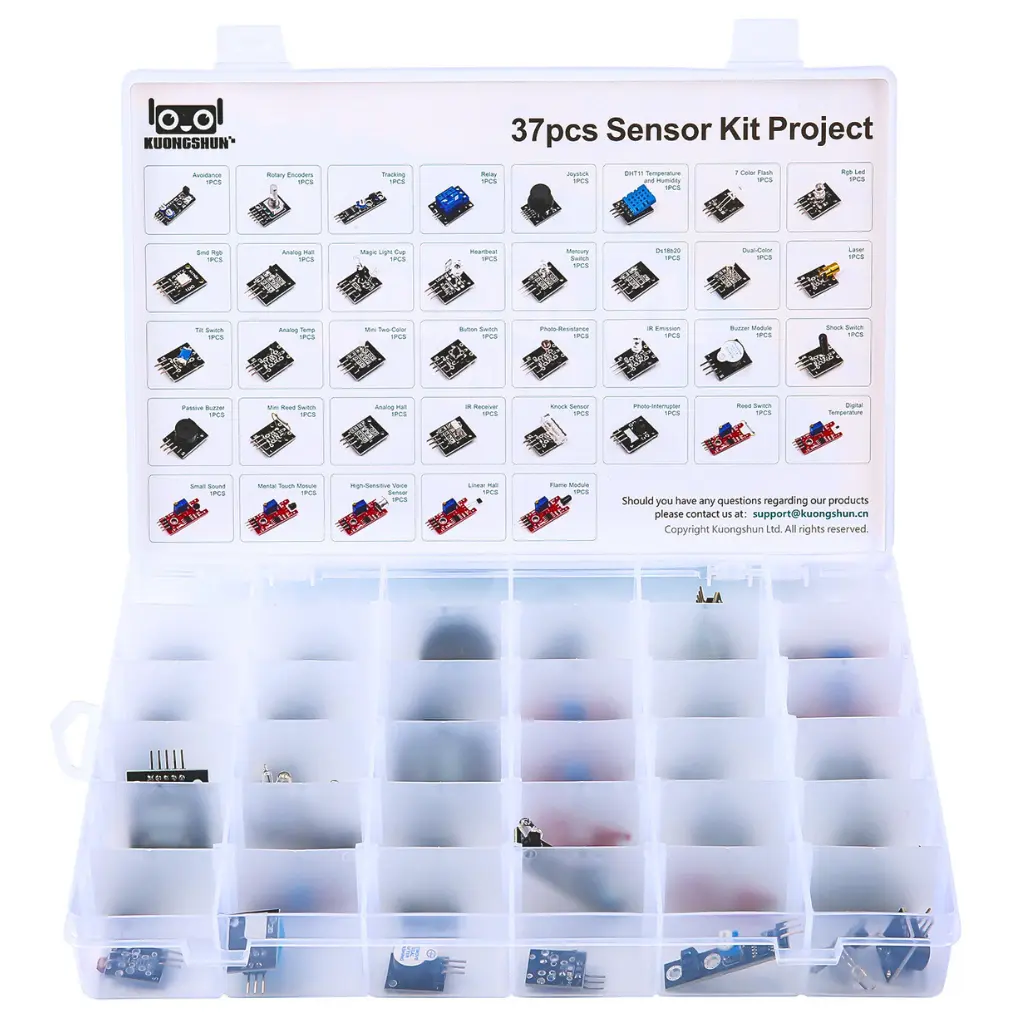 KUONGSHUN
37pcs Sensor Kit Project
Avoidance
1PCS
Rotary Encoders
1PCS
Tracking
1PCS
Relay
1PCS
Joystick
1PCS
DHT11 Temperature
and Humidity
1PCS
7 Color Flash
1PCS
Rgb Led
1PCS
Smd Rgb
1PCS
Analog Hall
1PCS
Magic Light Cup
1PCS
Heartbeat
1PCS
Mercury
Switch
1PCS
Ds18b20
1PCS
Dual-Color
1PCS
Laser
1PCS
Tilt Switch
1PCS
Analog Temp
1PCS
Mini Two-Color
1PCS
Button Switch
1PCS
Photo-Resistance
1PCS
IR Emission
1PCS
Buzzer Module
1PCS
Shock Switch
1PCS
Passive Buzzer
1PCS
Mini Reed Switch
1PCS
Analog Hall
1PCS
IR Receiver
1PCS
Knock Sensor
1PCS
Photo-Interrupter
1PCS
Reed Switch
1PCS
Digital
Temperature
Small Sound
1PCS
Mental Touch Mosule
1PCS
High-Sensitive Voice
Sensor
1PCS
Linear Hall
1PCS
Flame Module
1PCS
Should you have any questions regarding our products
please contact us at: support@kuongshun.cn
Copyright Kuongshun Ltd. All rights reserved.